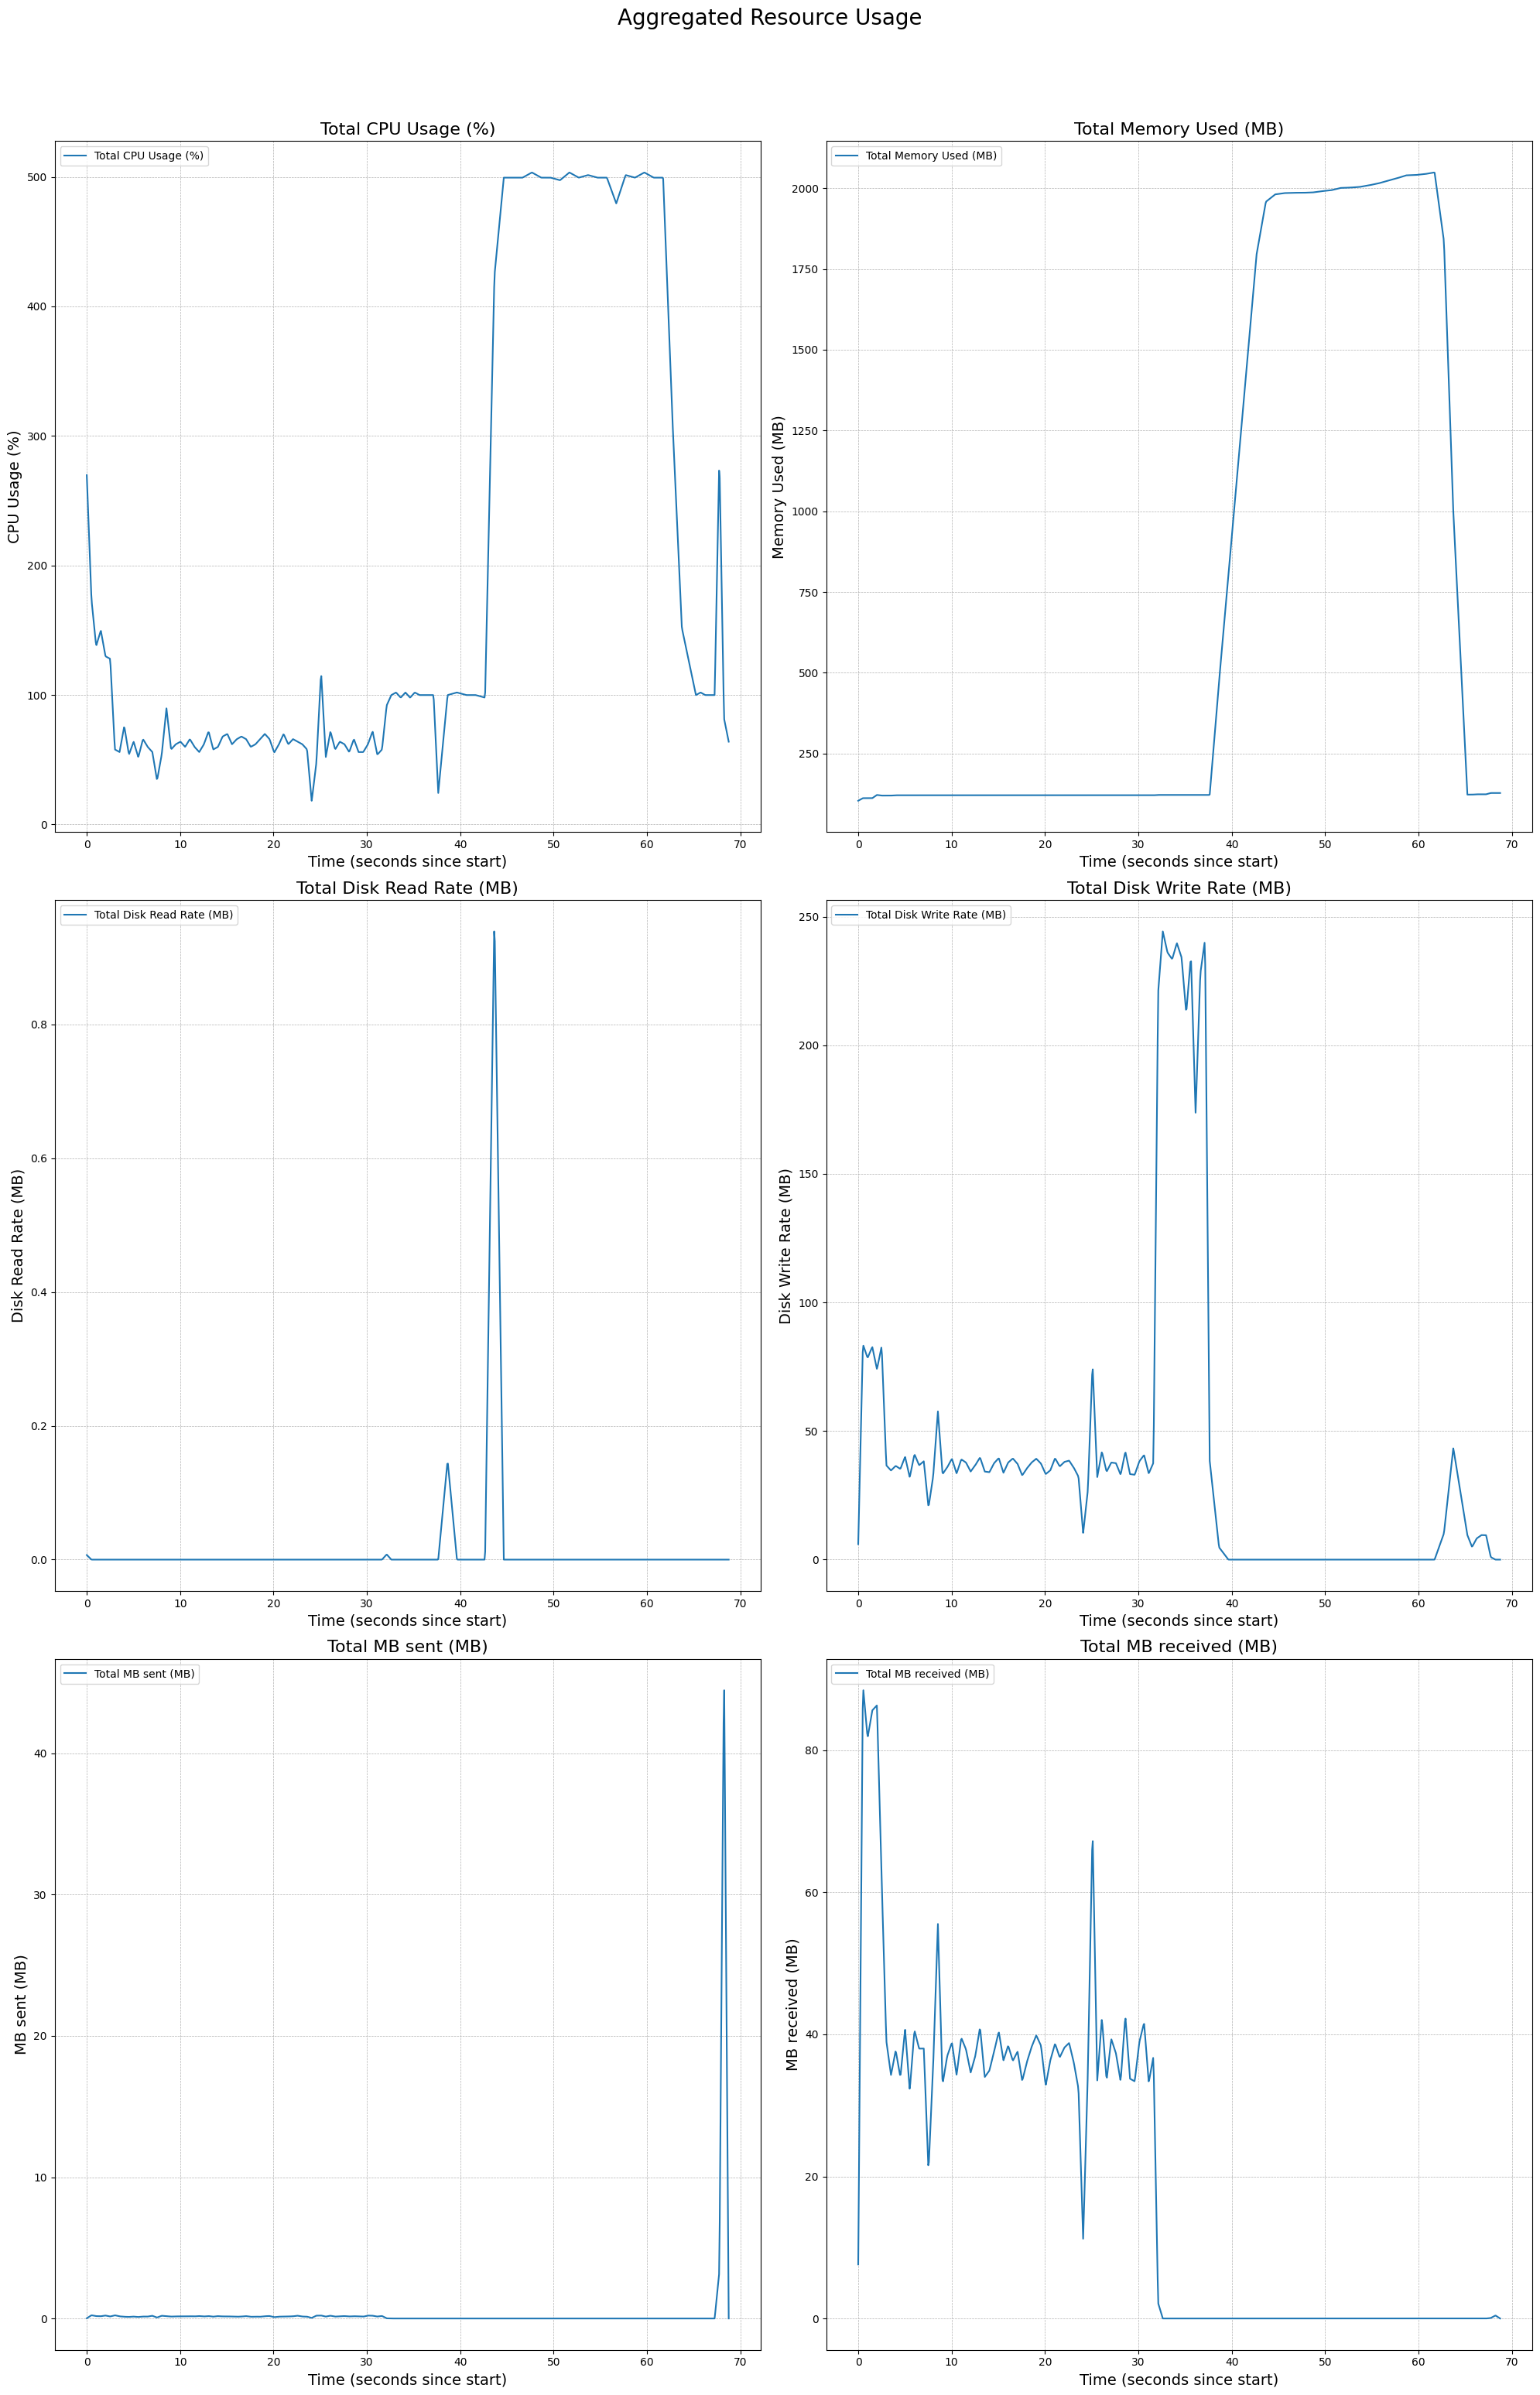 Aggregated Resource Usage
Total CPU Usage (%)
Total CPU Usage (%)
CPU Usage (%)
500
400
300
200
100
0
0 10 20 30 40 50 60 70
Time (seconds since start)
Total Memory Used (MB)
Total Memory Used (MB)
Memory Used (MB)
2000
1750
1500
1250
1000
750
500
250
0 10 20 30 40 50 60 70
Time (seconds since start)
Total Disk Read Rate (MB)
Total Disk Read Rate (MB)
Disk Read Rate (MB)
0.8
0.6
0.4
0.2
0.0
0 10 20 30 40 50 60 70
Time (seconds since start)
Total Disk Write Rate (MB)
Total Disk Write Rate (MB)
Disk Write Rate (MB)
250
200
150
100
50
0
0 10 20 30 40 50 60 70
Time (seconds since start)
Total MB sent (MB)
Total MB sent (MB)
MB sent (MB)
40
30
20
10
0
0 10 20 30 40 50 60 70
Time (seconds since start)
Total MB received (MB)
Total MB received (MB)
MB received (MB)
80
60
40
20
0
0 10 20 30 40 50 60 70
Time (seconds since start)